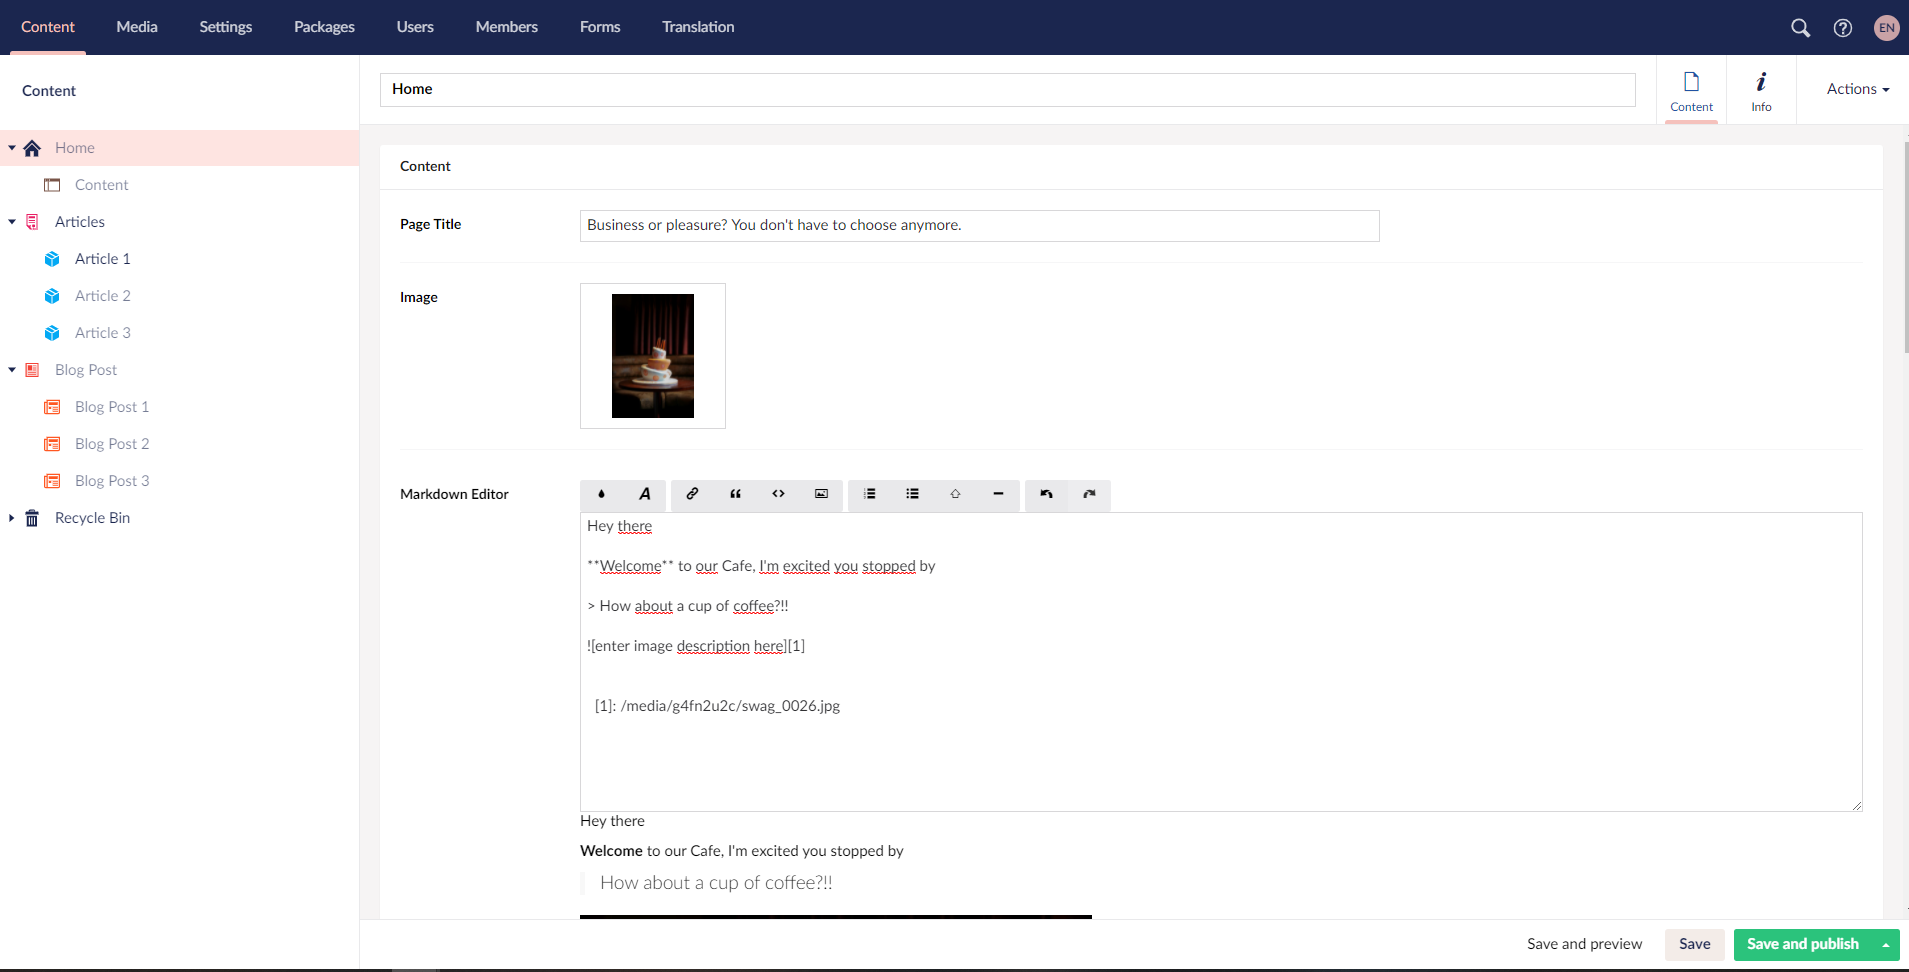 Content Media Settings Packages Users Members Forms Translation EN
Content
Home
Content
Articles
Article 1
Article 2
Article 3
Blog Post
Blog Post 1
Blog Post 2
Blog Post 3
Recycle Bin
Home
Content
Info
Actions
Content
Page Title
Business or pleasure? You don't have to choose anymore.
Image
Markdown Editor
Hey there
**Welcome** to our Cafe, I'm excited you stopped by
> How about a cup of coffee?!!
![enter image description here][1]
[1]: /media/g4fn2u2c/swag_0026.jpg
Hey there
Welcome to our Cafe, I'm excited you stopped by
How about a cup of coffee?!!
Save and preview Save Save and publish